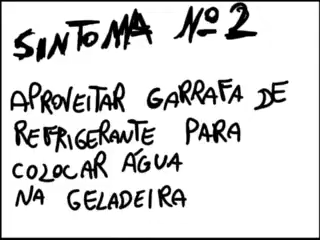 SINTOMA Nº 2
APROVEITAR GARRAFA DE
REFRIGERANTE PARA
COLOCAR ÁGUA
NA GELADEIRA